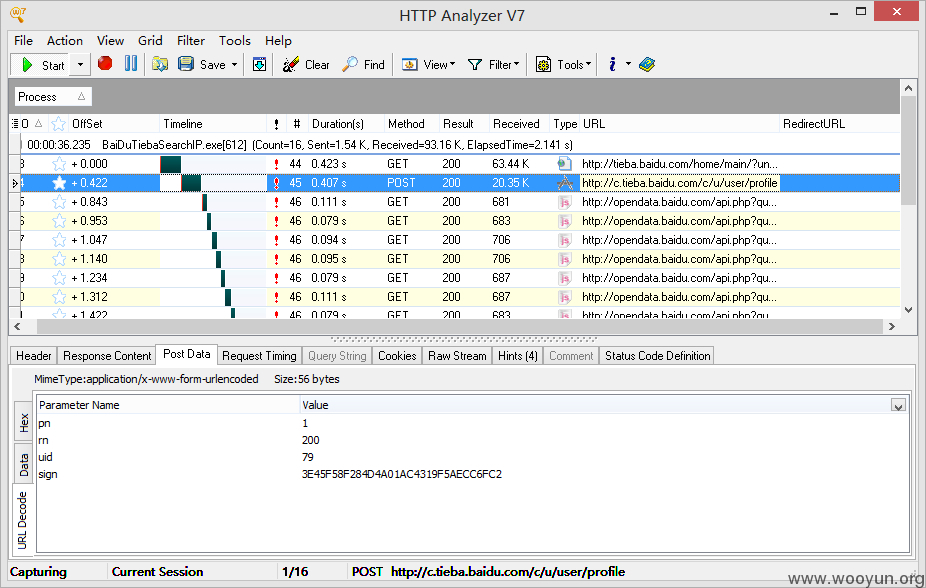 HTTP Analyzer V7
File Action View Grid Filter Tools Help
Start Save Clear Find View Filter Tools
Process
O OffSet Timeline ! # Duration(s) Method Result Received Type URL RedirectURL
00:00:36.235 BaiDuTiebaSearchIP.exe[612] (Count=16, Sent=1.54 K, Received=93.16 K, ElapsedTime=2.141 s)
3 + 0.000 ! 44 0.423 s GET 200 63.44 K http://tieba.baidu.com/home/main/?un...
4 + 0.422 ! 45 0.407 s POST 200 20.35 K http://c.tieba.baidu.com/c/u/user/profile
5 + 0.843 ! 46 0.111 s GET 200 681 js http://opendata.baidu.com/api.php?qu...
6 + 0.953 ! 46 0.079 s GET 200 683 js http://opendata.baidu.com/api.php?qu...
7 + 1.047 ! 46 0.094 s GET 200 706 js http://opendata.baidu.com/api.php?qu...
8 + 1.140 ! 46 0.095 s GET 200 706 js http://opendata.baidu.com/api.php?qu...
9 + 1.234 ! 46 0.079 s GET 200 687 js http://opendata.baidu.com/api.php?qu...
0 + 1.312 ! 46 0.111 s GET 200 687 js http://opendata.baidu.com/api.php?qu...
1 + 1.422 ! 46 0.079 s GET 200 683 js http://opendata.baidu.com/api.php?qu...
Header Response Content Post Data Request Timing Query String Cookies Raw Stream Hints (4) Comment Status Code Definition
MimeType:application/x-www-form-urlencoded Size:56 bytes
Hex
Data
URL Decode
Parameter Name Value
pn 1
rn 200
uid 79
sign 3E45F58F284D4A01AC4319F5AECC6FC2
Capturing Current Session 1/16 POST http://c.tieba.baidu.com/c/u/user/profile
www.wooyun.org